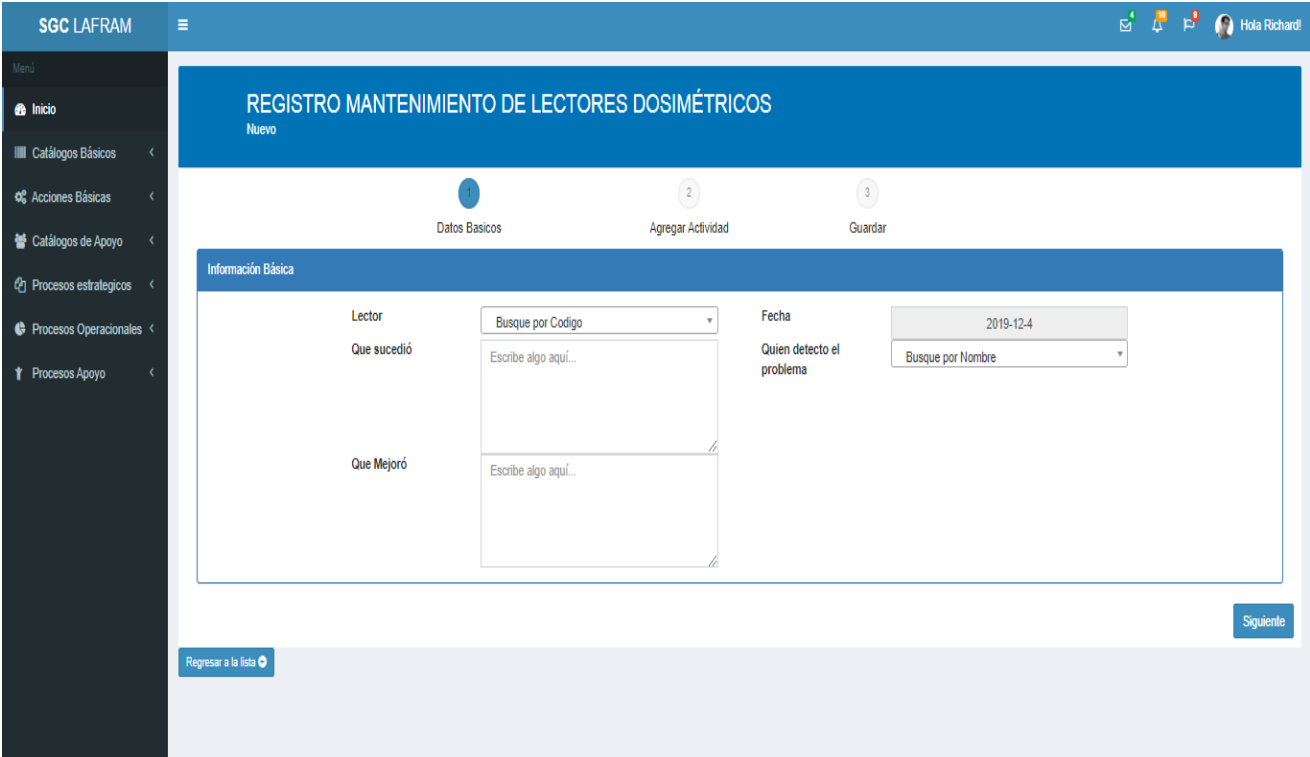 SGC LAFRAM
4
10
9
Hola Richard!
Menú
Inicio
Catálogos Básicos
Acciones Básicas
Catálogos de Apoyo
Procesos estrategicos
Procesos Operacionales
Procesos Apoyo
REGISTRO MANTENIMIENTO DE LECTORES DOSIMÉTRICOS
Nuevo
1
2
3
Datos Basicos
Agregar Actividad
Guardar
Información Básica
Lector
Busque por Codigo
Fecha
2019-12-4
Que sucedió
Escribe algo aquí...
Quien detecto el
problema
Busque por Nombre
Que Mejoró
Escribe algo aquí...
Siguiente
Regresar a la lista